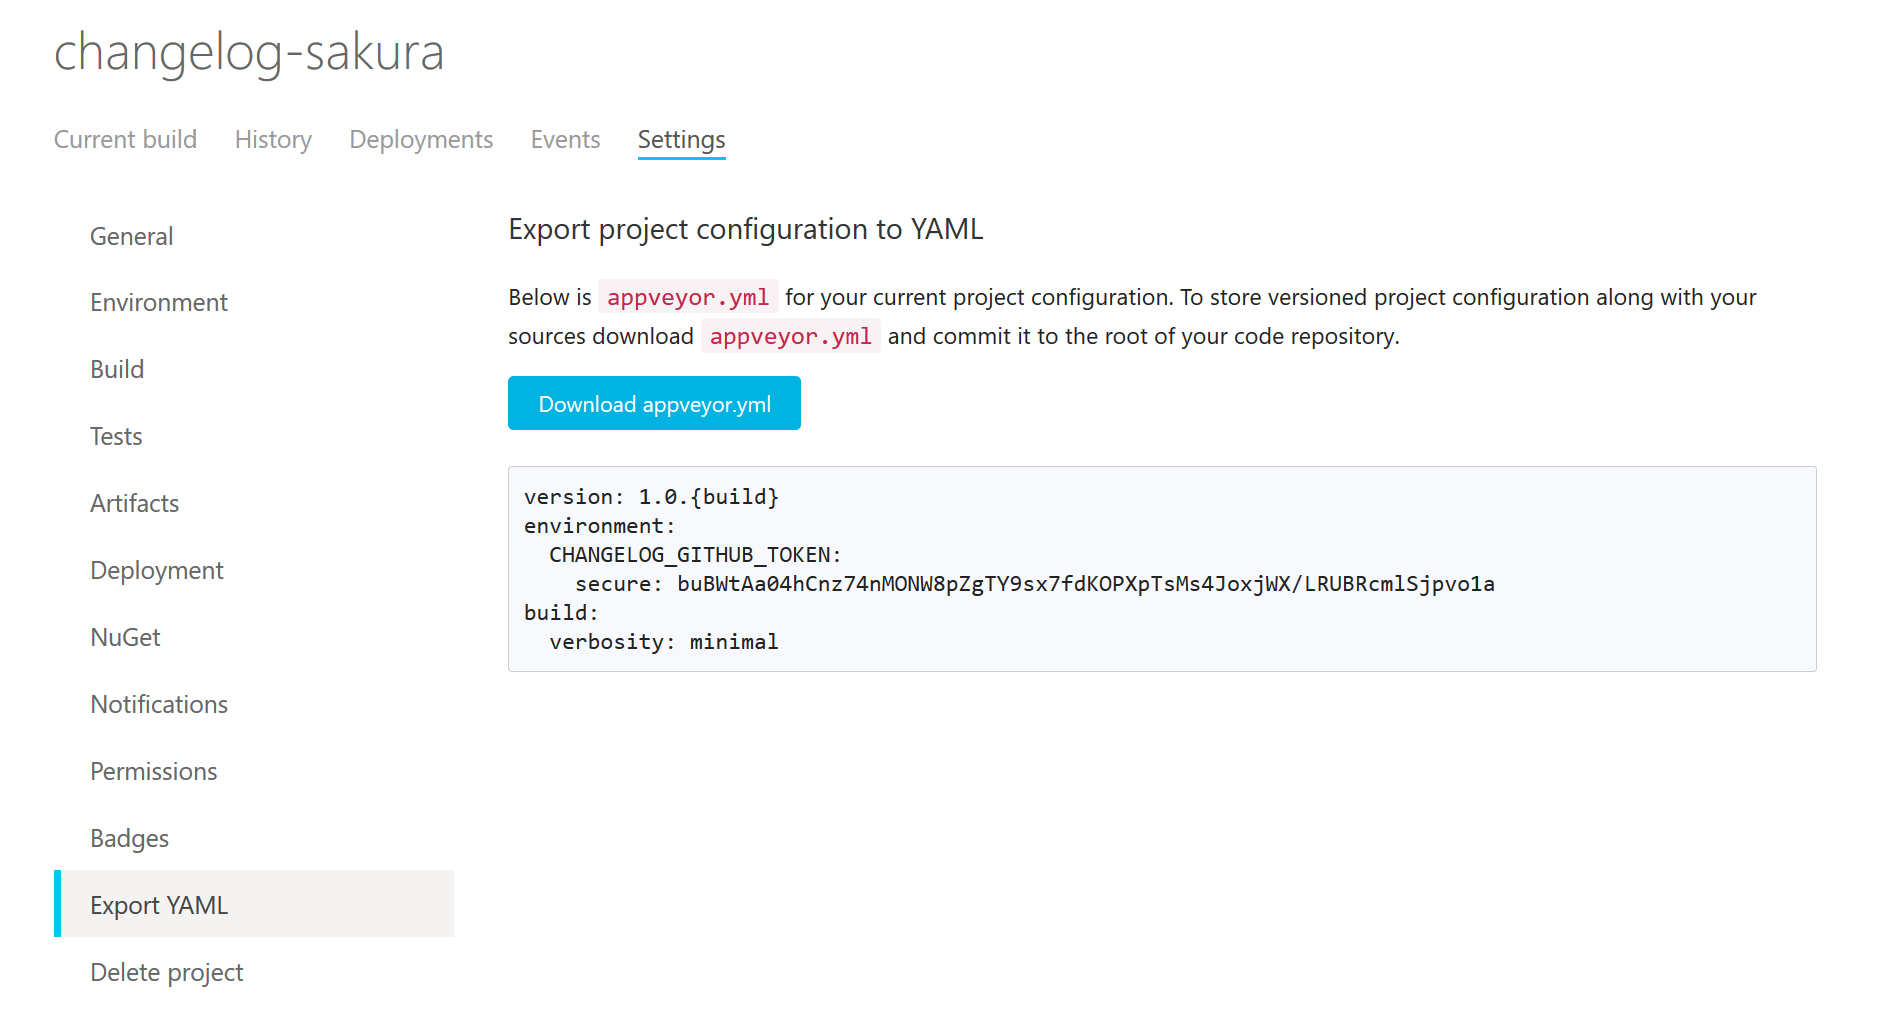 changelog-sakura
Current build History Deployments Events Settings
General
Environment
Build
Tests
Artifacts
Deployment
NuGet
Notifications
Permissions
Badges
Export YAML
Delete project
Export project configuration to YAML
Below is appveyor.yml for your current project configuration. To store versioned project configuration along with your
sources download appveyor.yml and commit it to the root of your code repository.
Download appveyor.yml
version: 1.0.{build}
environment:
  CHANGELOG_GITHUB_TOKEN:
    secure: buBWtAa04hCnz74nMONW8pZgTY9sx7fdKOPXpTsMs4JoxjWX/LRUBRcmlSjpvo1a
build:
  verbosity: minimal